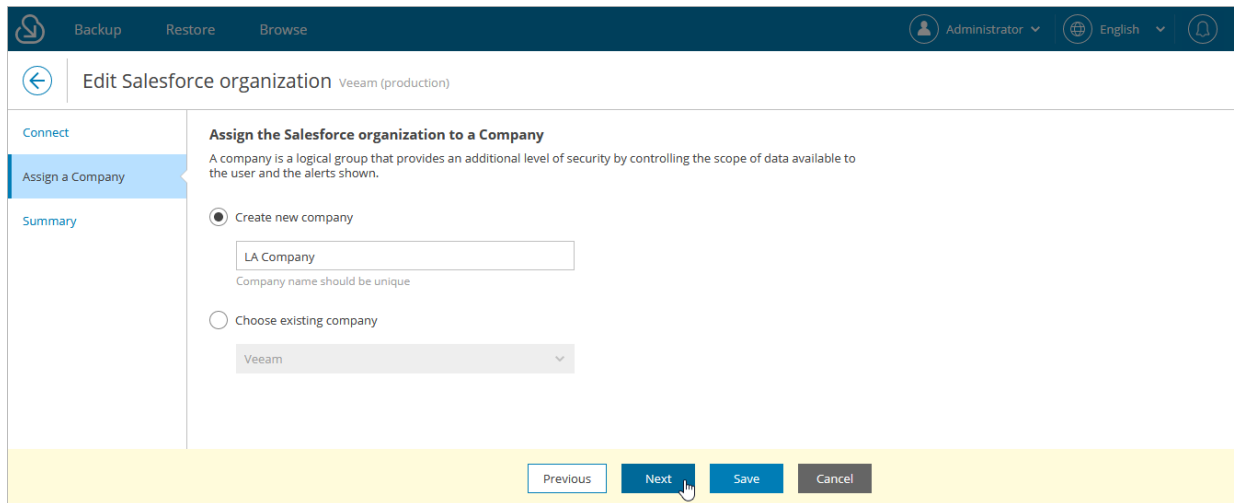 Backup Restore Browse Administrator English
Edit Salesforce organization Veeam (production)
Connect
Assign a Company
Summary
Assign the Salesforce organization to a Company
A company is a logical group that provides an additional level of security by controlling the scope of data available to
the user and the alerts shown.
Create new company
LA Company
Company name should be unique
Choose existing company
Veeam
Previous Next Save Cancel